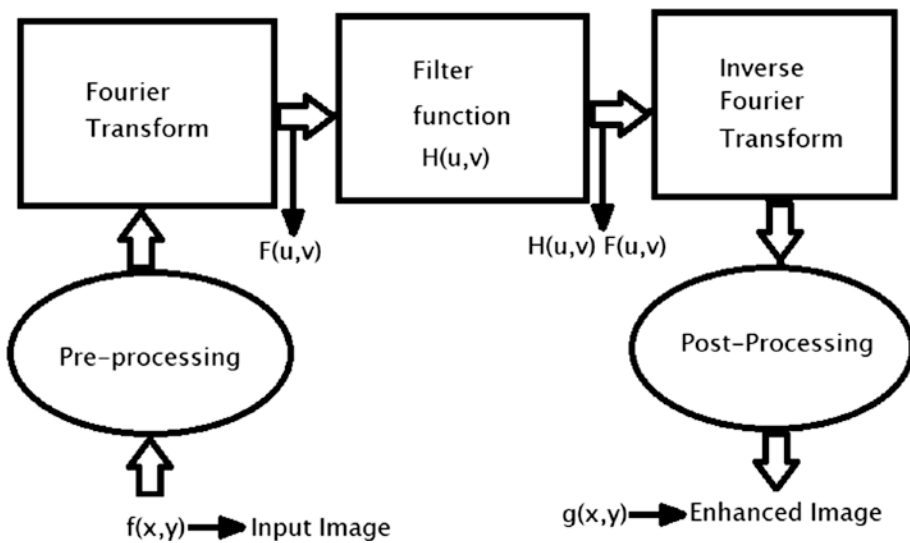 Fourier
Transform
Filter
function
H(u,v)
Inverse
Fourier
Transform
F(u,v)
H(u,v) F(u,v)
Pre-processing
Post-Processing
f(x,y) Input Image
g(x,y) Enhanced Image